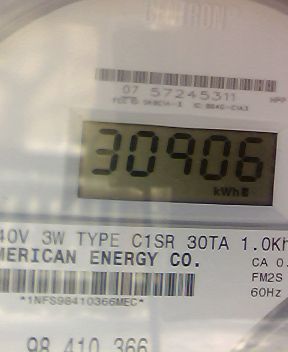 07 57245311
30906
kWh
40V 3W TYPE C1SR 30TA 1.0Kh
MERICAN ENERGY CO.
CA 0.
FM2S
60Hz
*1NFS98410366MEC*
98 410 366